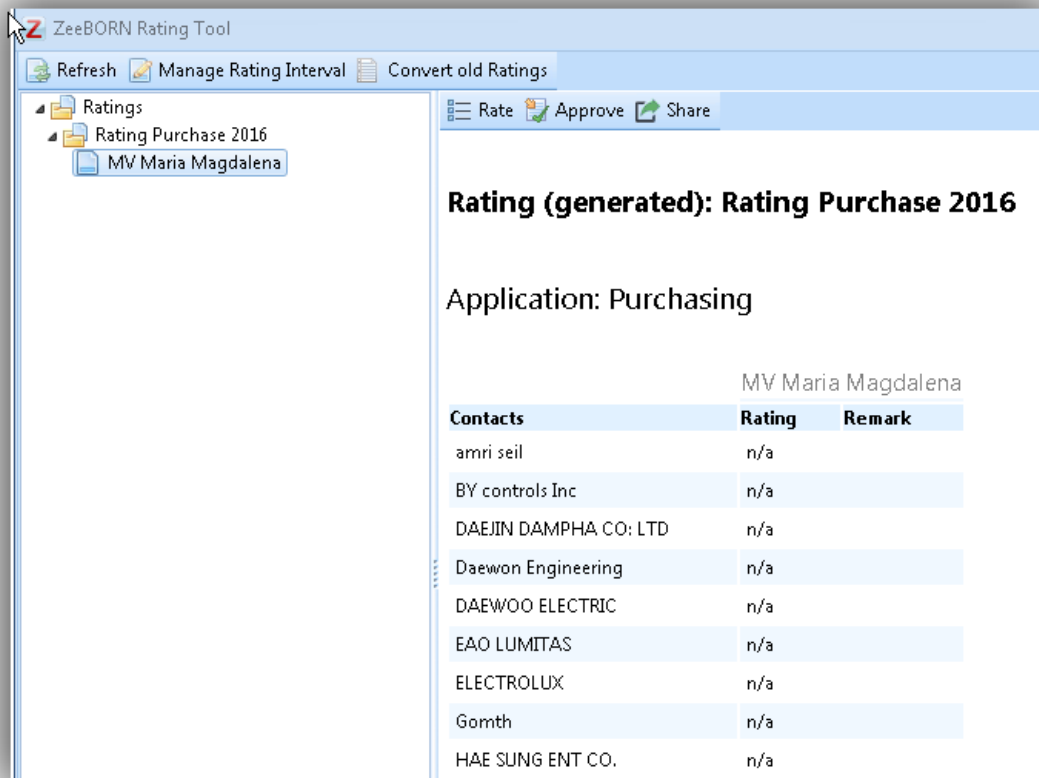 ZeeBORN Rating Tool
Refresh Manage Rating Interval Convert old Ratings
Ratings
Rating Purchase 2016
MV Maria Magdalena
Rate Approve Share
Rating (generated): Rating Purchase 2016
Application: Purchasing
MV Maria Magdalena
Contacts Rating Remark
amri seil n/a
BY controls Inc n/a
DAEJIN DAMPHA CO: LTD n/a
Daewon Engineering n/a
DAEWOO ELECTRIC n/a
EAO LUMITAS n/a
ELECTROLUX n/a
Gomth n/a
HAE SUNG ENT CO. n/a